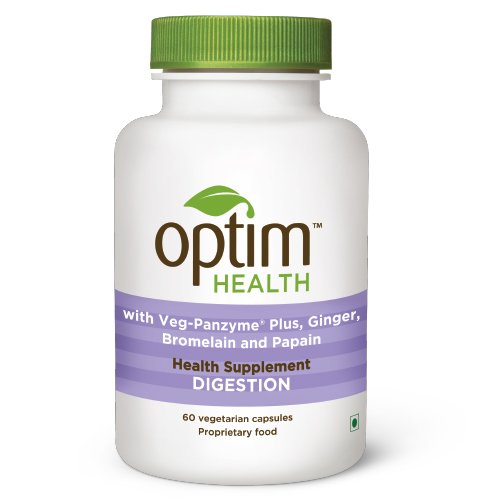 optim™
HEALTH
with Veg-Panzyme® Plus, Ginger,
Bromelain and Papain
Health Supplement
DIGESTION
60 vegetarian capsules
Proprietary food